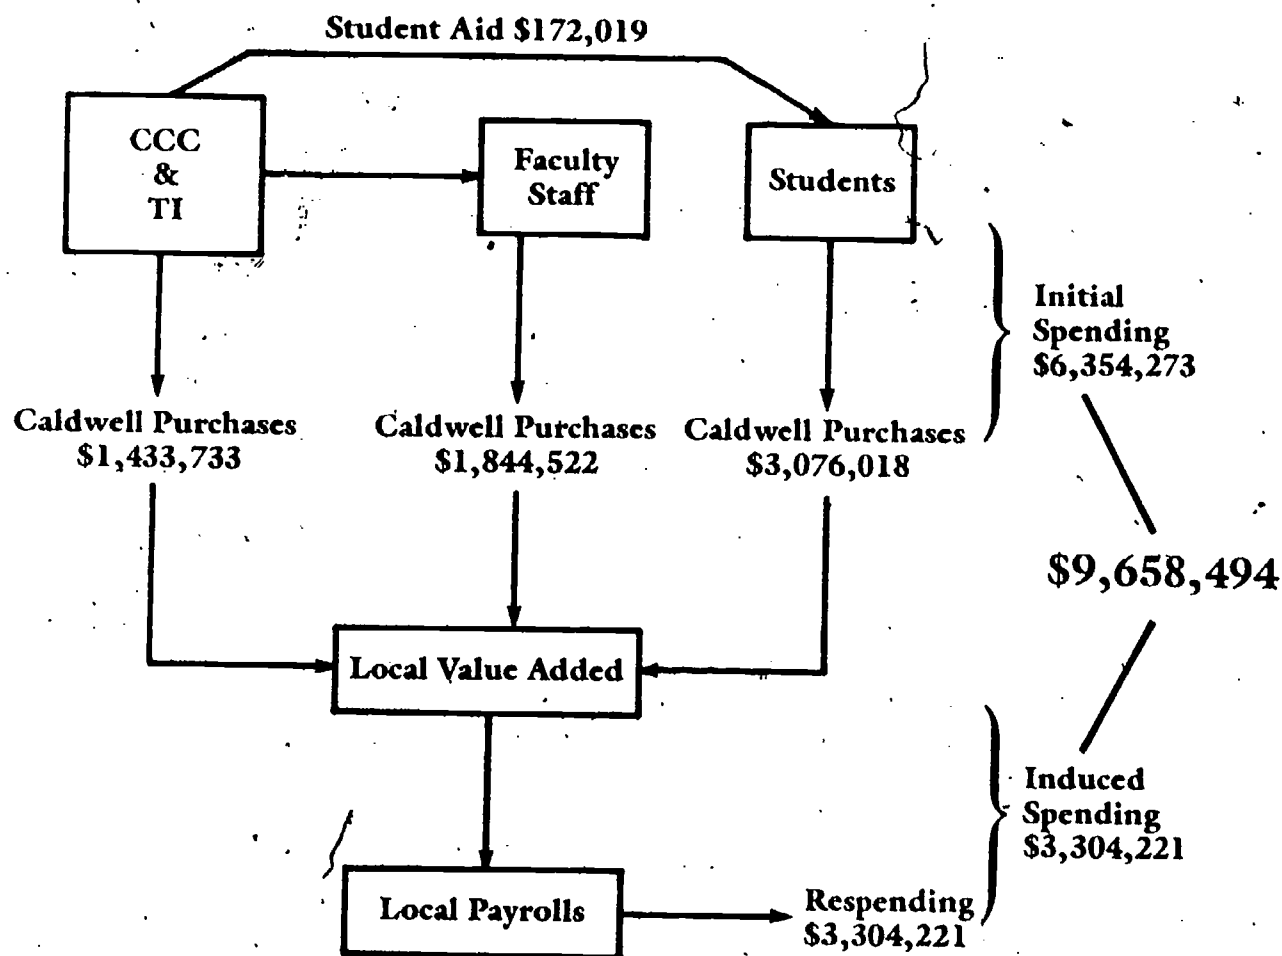 Student Aid $172,019
CCC
&
TI
Faculty
Staff
Students
Initial
Spending
$6,354,273
Caldwell Purchases
$1,433,733
Caldwell Purchases
$1,844,522
Caldwell Purchases
$3,076,018
$9,658,494
Local Value Added
Induced
Spending
$3,304,221
Local Payrolls
Respending
$3,304,221